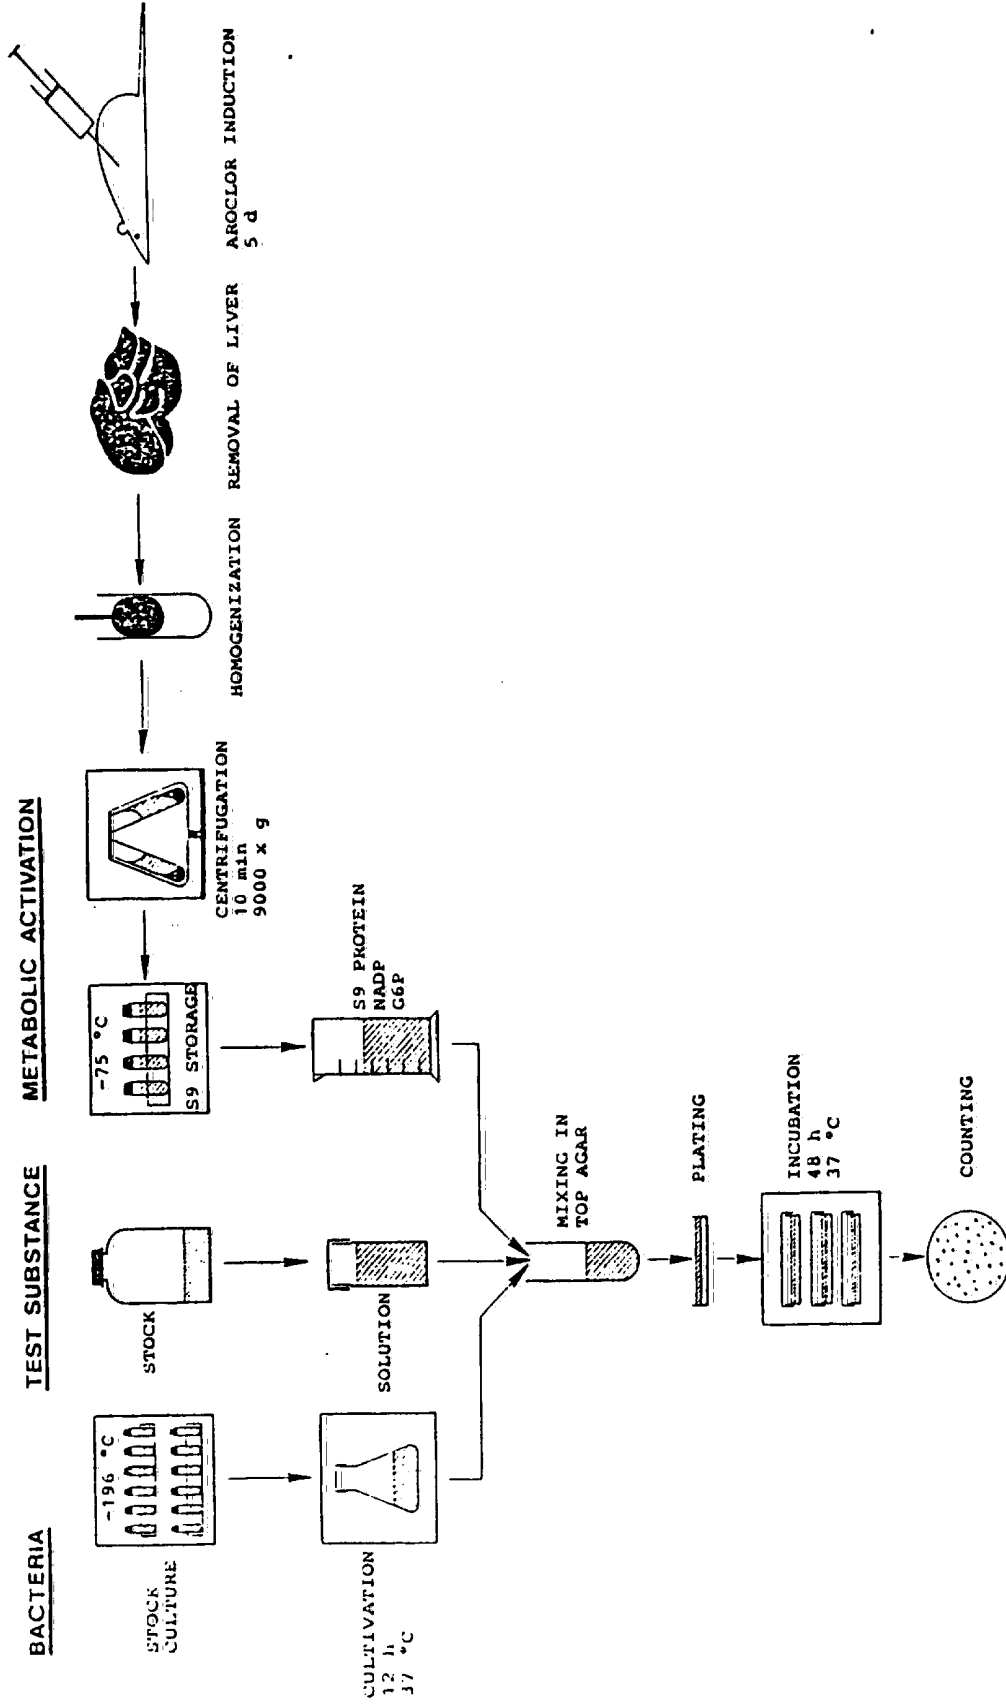 BACTERIA
TEST SUBSTANCE
METABOLIC ACTIVATION
-196 °C
STOCK
CULTURE
STOCK
-75 °C
S9 STORAGE
CENTRIFUGATION
10 min
9000 x g
HOMOGENIZATION
REMOVAL OF LIVER
AROCLOR INDUCTION
5 d
CULTIVATION
12 h
37 °C
SOLUTION
S9 PROTEIN
NADP
G6P
MIXING IN
TOP AGAR
PLATING
INCUBATION
48 h
37 °C
COUNTING